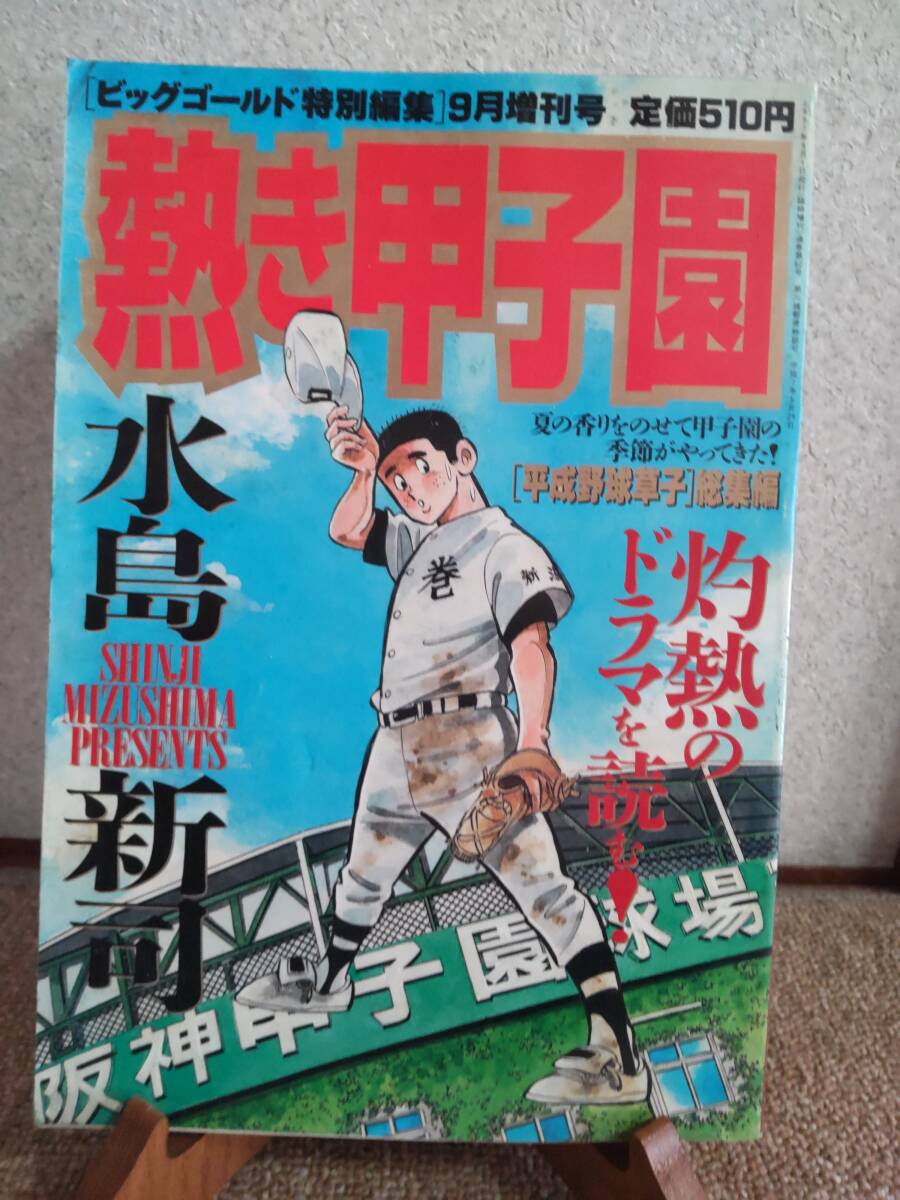 [ビッグゴールド特別編集]9月増刊号 定価510円
熱き甲子園
夏の香りをのせて甲子園の
季節がやってきた!
[平成野球草子]総集編
灼熱の
ドラマを読む!
水島新司
SHINJI
MIZUSHIMA
PRESENTS
巻
新潟
阪神甲子園球場